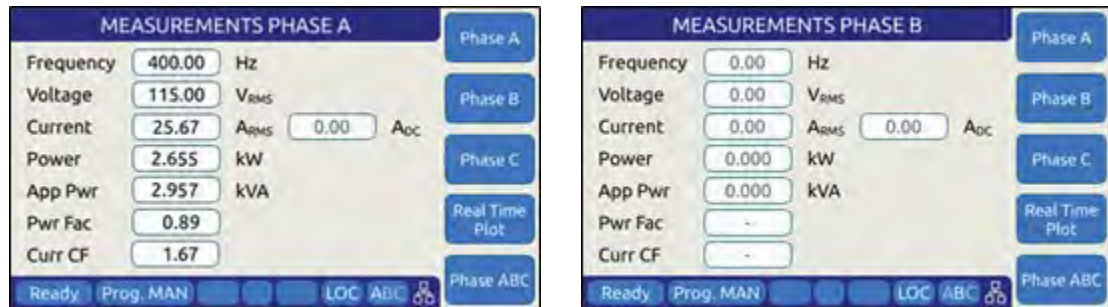 MEASUREMENTS PHASE A
Frequency 400.00 Hz
Voltage 115.00 VRMS
Current 25.67 ARMS 0.00 ADC
Power 2.655 kW
App Pwr 2.957 kVA
Pwr Fac 0.89
Curr CF 1.67
Ready Prog. MAN LOC ABC
Phase A
Phase B
Phase C
Real Time
Plot
Phase ABC
MEASUREMENTS PHASE B
Frequency 0.00 Hz
Voltage 0.00 VRMS
Current 0.00 ARMS 0.00 ADC
Power 0.000 kW
App Pwr 0.000 kVA
Pwr Fac -
Curr CF -
Ready Prog. MAN LOC ABC
Phase A
Phase B
Phase C
Real Time
Plot
Phase ABC